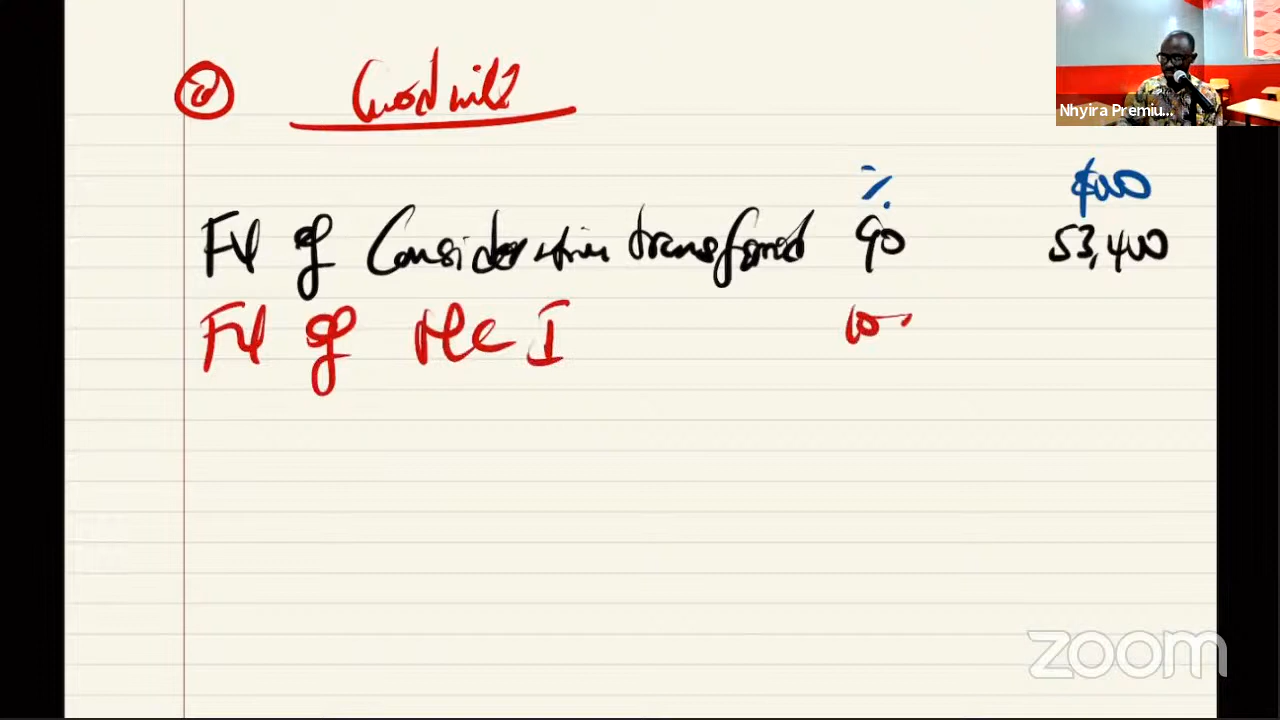 Goodwill
% $000
FV of Consideration transferred 90 53,400
FV of NCI 10
Nhyira Premiu...
zoom